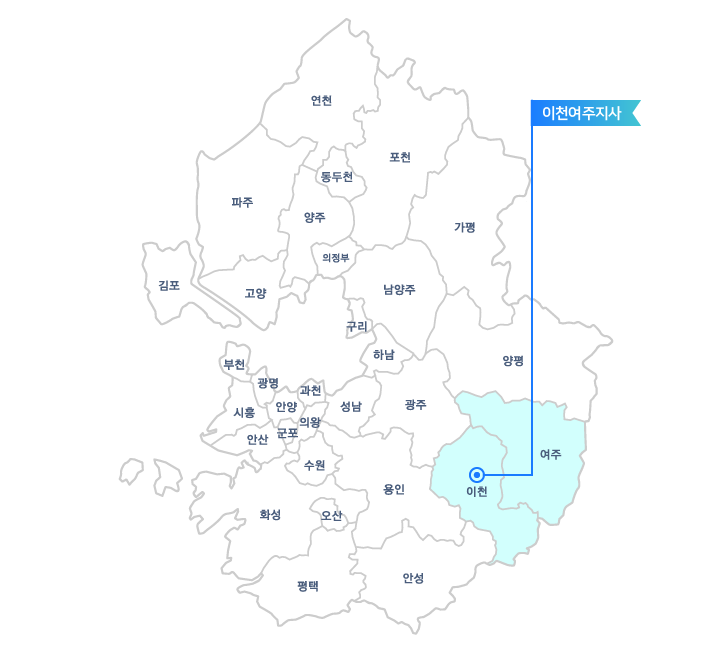 연천
이천여주지사
포천
동두천
파주
양주
가평
의정부
김포
고양
남양주
구리
하남
양평
부천
광명
과천
시흥
안양
성남
광주
의왕
군포
안산
여주
수원
용인
이천
화성
오산
평택
안성